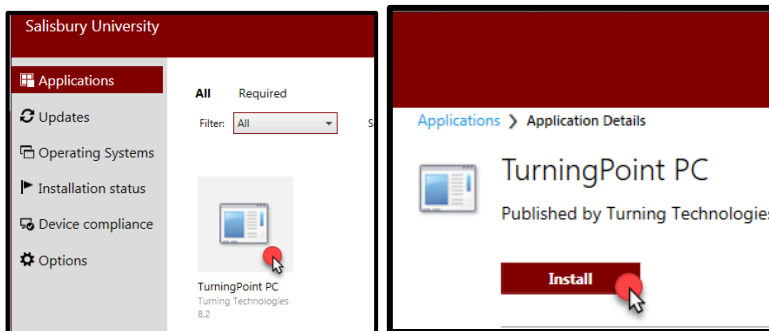 Salisbury University
Applications
Updates
Operating Systems
Installation status
Device compliance
Options
All Required
Filter: All S
TurningPoint PC
Turning Technologies
8.2
Applications > Application Details
TurningPoint PC
Published by Turning Technologies
Install